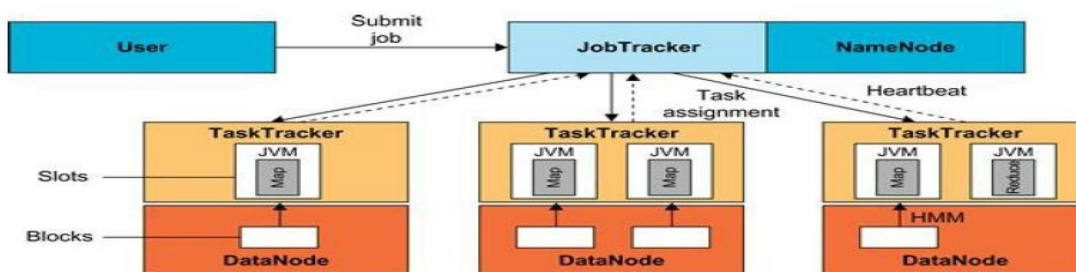 Submit
job
User
JobTracker
NameNode
Task
assignment
Heartbeat
TaskTracker
TaskTracker
TaskTracker
JVM
JVM
JVM
JVM
JVM
Slots
Map
Map
Map
Map
Reduce
HMM
Blocks
DataNode
DataNode
DataNode